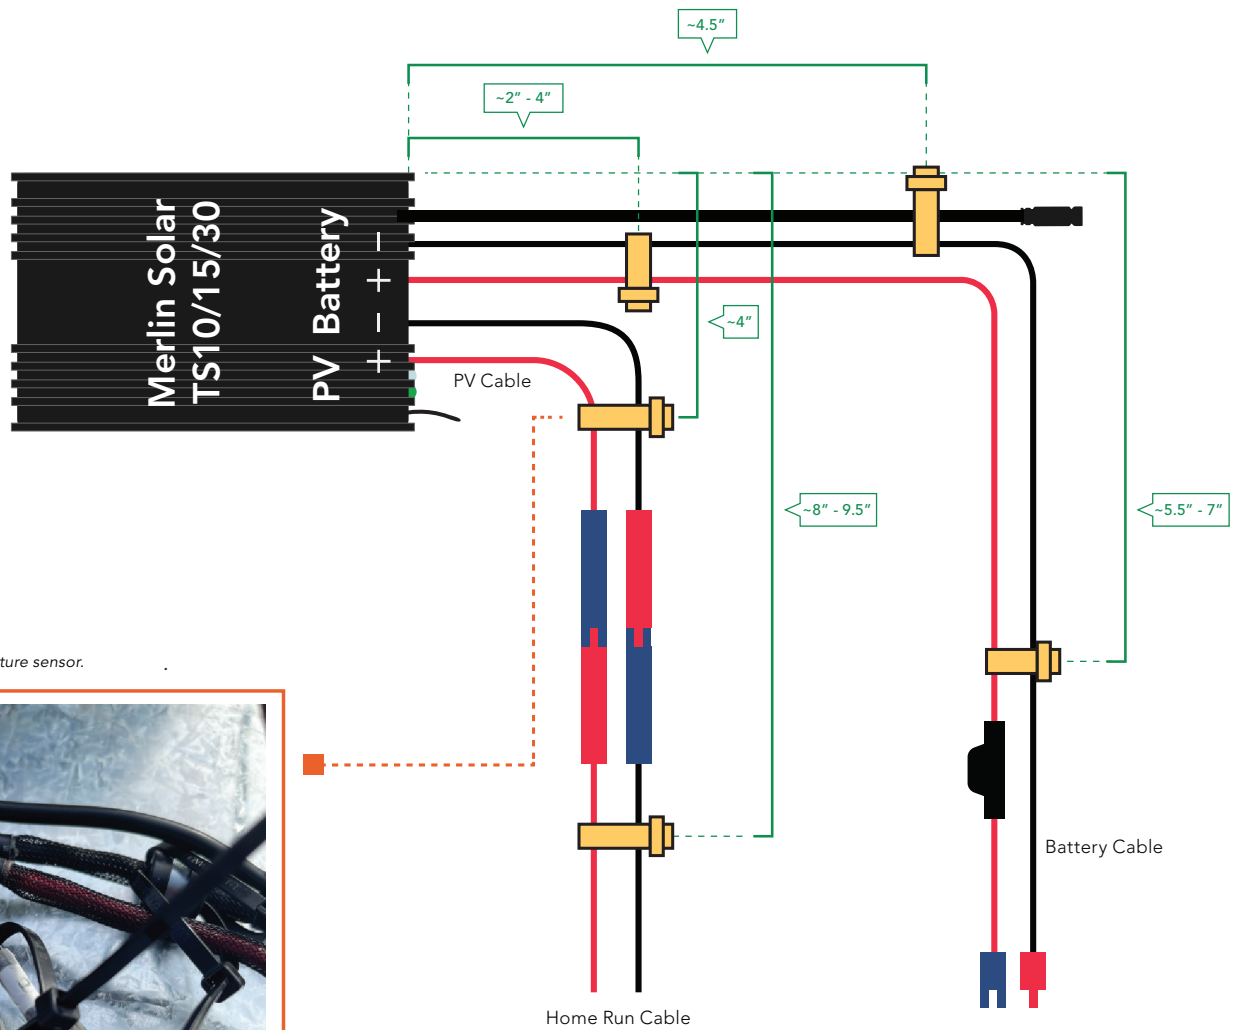 ~4.5”
~2” - 4”
Merlin Solar
TS10/15/30
PV Battery
−
+
−
+
~4”
PV Cable
~8” - 9.5”
~5.5” - 7”
ture sensor.
.
Battery Cable
Home Run Cable